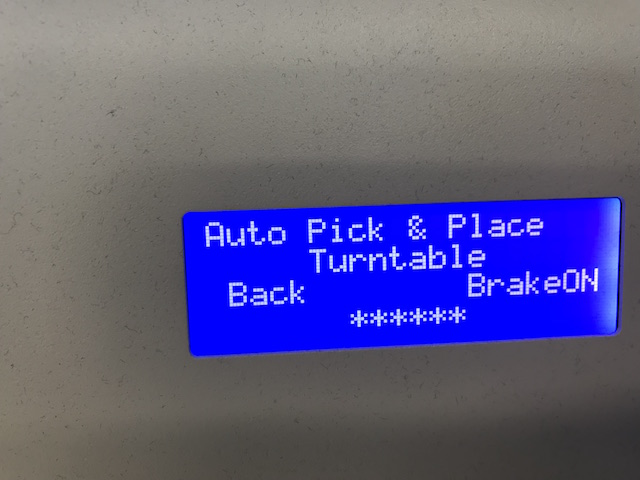 Auto Pick & Place
Turntable
Back BrakeON
******